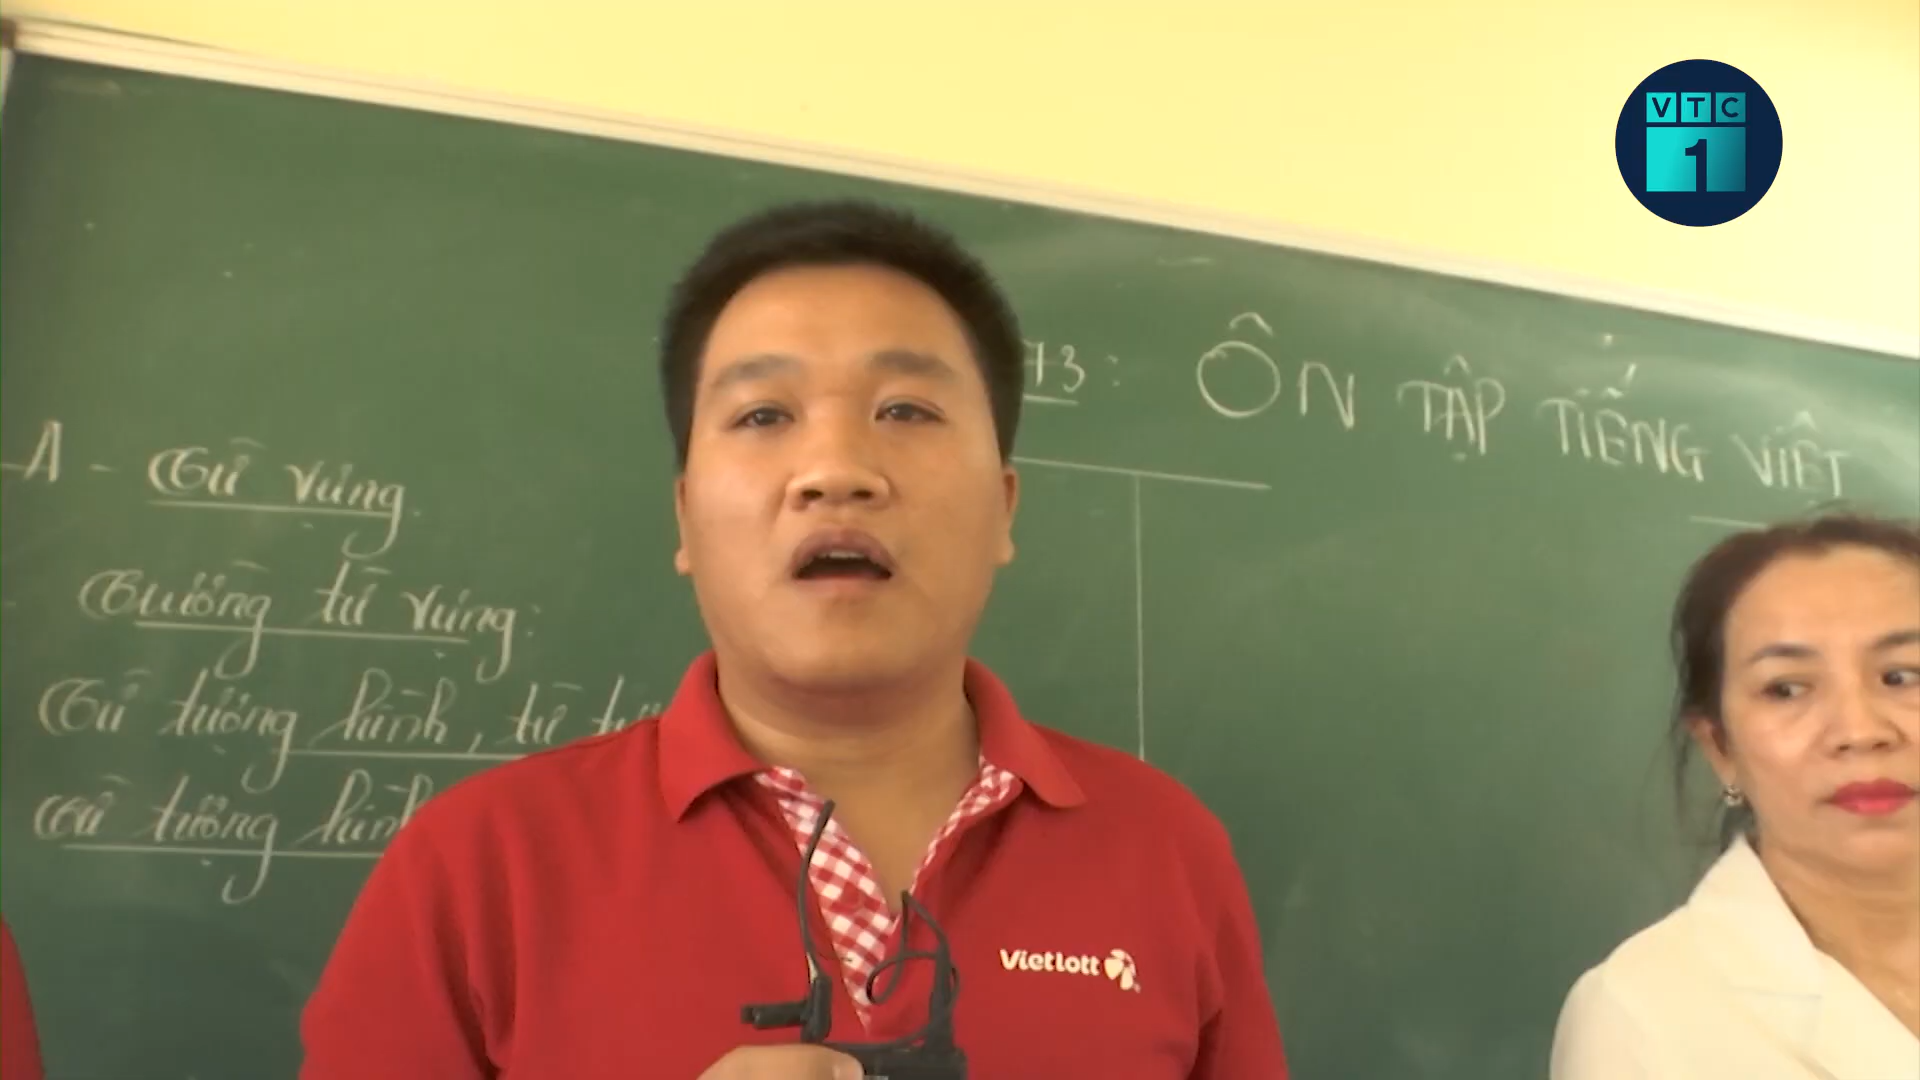 VTC
1
73: ÔN TẬP TIẾNG VIỆT
A - Từ vựng
Trường từ vựng:
Từ tượng hình, từ
Từ tượng hình
Vietlott